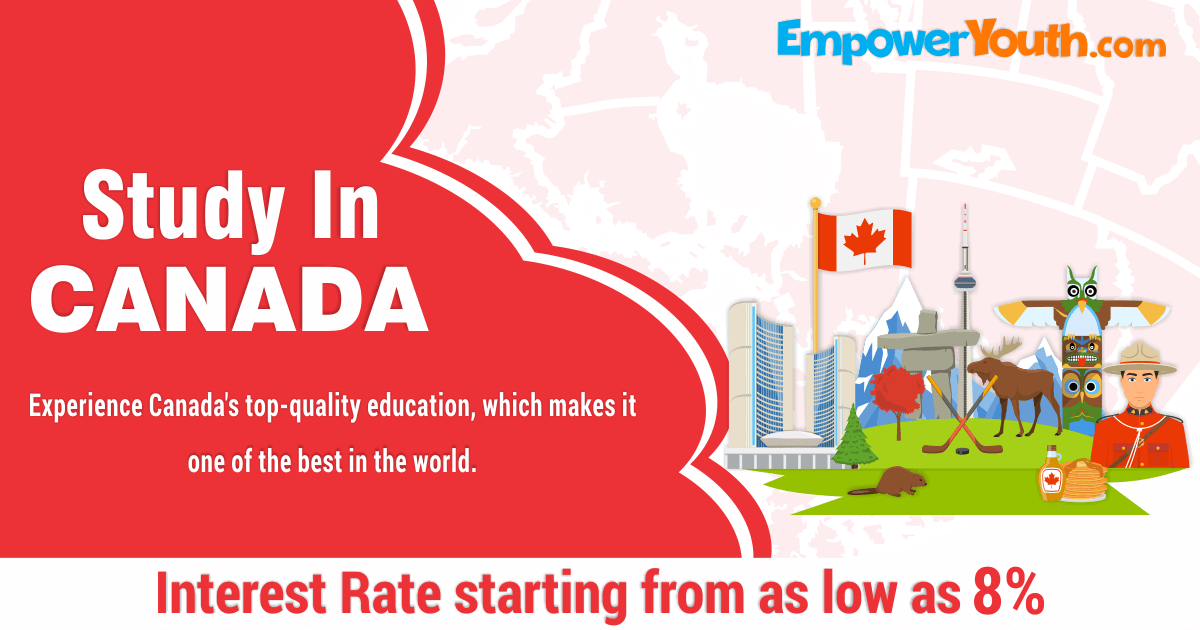 EmpowerYouth.com
Study In
CANADA
Experience Canada's top-quality education, which makes it
one of the best in the world.
Interest Rate starting from as low as 8%